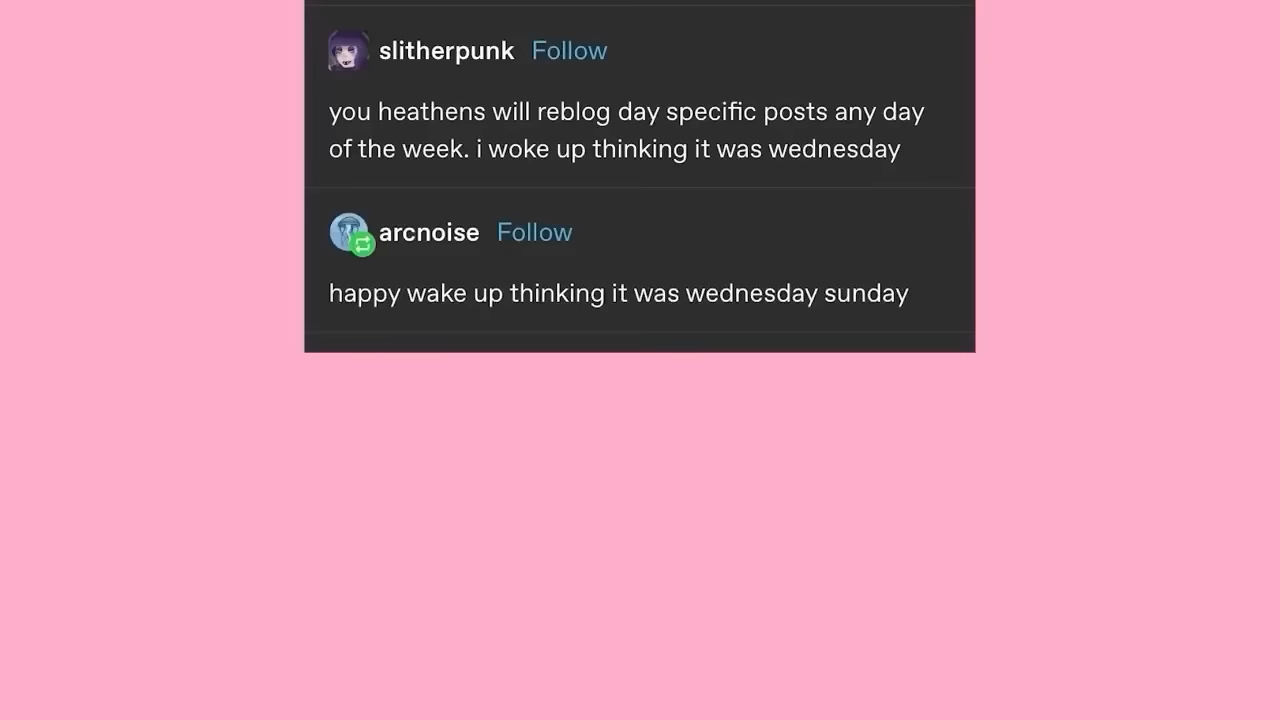 slitherpunk Follow
you heathens will reblog day specific posts any day
of the week. i woke up thinking it was wednesday
arcnoise Follow
happy wake up thinking it was wednesday sunday